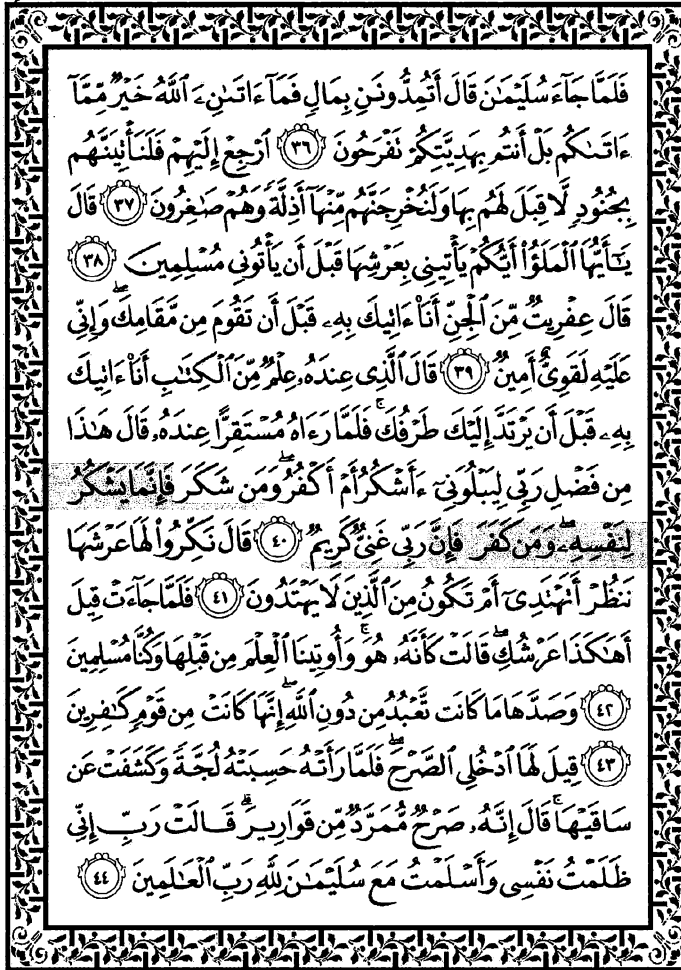 فَلَمَّا جَآءَ سُلَيْمَٰنَ قَالَ أَتُمِدُّونَنِ بِمَالٍ فَمَآ ءَاتَىٰنِۦَ ٱللَّهُ خَيْرٌ مِّمَّآ
ءَاتَىٰكُم بَلْ أَنتُم بِهَدِيَّتِكُمْ تَفْرَحُونَ ٣٦ ٱرْجِعْ إِلَيْهِمْ فَلَنَأْتِيَنَّهُم
بِجُنُودٍ لَّا قِبَلَ لَهُم بِهَا وَلَنُخْرِجَنَّهُم مِّنْهَآ أَذِلَّةً وَهُمْ صَٰغِرُونَ ٣٧ قَالَ
يَٰٓأَيُّهَا ٱلْمَلَؤُا۟ أَيُّكُمْ يَأْتِينِى بِعَرْشِهَا قَبْلَ أَن يَأْتُونِى مُسْلِمِينَ ٣٨
قَالَ عِفْرِيتٌ مِّنَ ٱلْجِنِّ أَنَا۠ ءَاتِيكَ بِهِۦ قَبْلَ أَن تَقُومَ مِن مَّقَامِكَ ۖ وَإِنِّى
عَلَيْهِ لَقَوِىٌّ أَمِينٌ ٣٩ قَالَ ٱلَّذِى عِندَهُۥ عِلْمٌ مِّنَ ٱلْكِتَٰبِ أَنَا۠ ءَاتِيكَ
بِهِۦ قَبْلَ أَن يَرْتَدَّ إِلَيْكَ طَرْفُكَ ۚ فَلَمَّا رَءَاهُ مُسْتَقِرًّا عِندَهُۥ قَالَ هَٰذَا
مِن فَضْلِ رَبِّى لِيَبْلُوَنِىٓ ءَأَشْكُرُ أَمْ أَكْفُرُ ۖ وَمَن شَكَرَ فَإِنَّمَا يَشْكُرُ
لِنَفْسِهِۦ ۖ وَمَن كَفَرَ فَإِنَّ رَبِّى غَنِىٌّ كَرِيمٌ ٤٠ قَالَ نَكِّرُوا۟ لَهَا عَرْشَهَا
نَنظُرْ أَتَهْتَدِىٓ أَمْ تَكُونُ مِنَ ٱلَّذِينَ لَا يَهْتَدُونَ ٤١ فَلَمَّا جَآءَتْ قِيلَ
أَهَٰكَذَا عَرْشُكِ ۖ قَالَتْ كَأَنَّهُۥ هُوَ ۚ وَأُوتِينَا ٱلْعِلْمَ مِن قَبْلِهَا وَكُنَّا مُسْلِمِينَ
٤٢ وَصَدَّهَا مَا كَانَت تَّعْبُدُ مِن دُونِ ٱللَّهِ ۖ إِنَّهَا كَانَتْ مِن قَوْمٍ كَٰفِرِينَ
٤٣ قِيلَ لَهَا ٱدْخُلِى ٱلصَّرْحَ ۖ فَلَمَّا رَأَتْهُ حَسِبَتْهُ لُجَّةً وَكَشَفَتْ عَن
سَاقَيْهَا ۚ قَالَ إِنَّهُۥ صَرْحٌ مُّمَرَّدٌ مِّن قَوَارِيرَ ۗ قَالَتْ رَبِّ إِنِّى
ظَلَمْتُ نَفْسِى وَأَسْلَمْتُ مَعَ سُلَيْمَٰنَ لِلَّهِ رَبِّ ٱلْعَٰلَمِينَ ٤٤